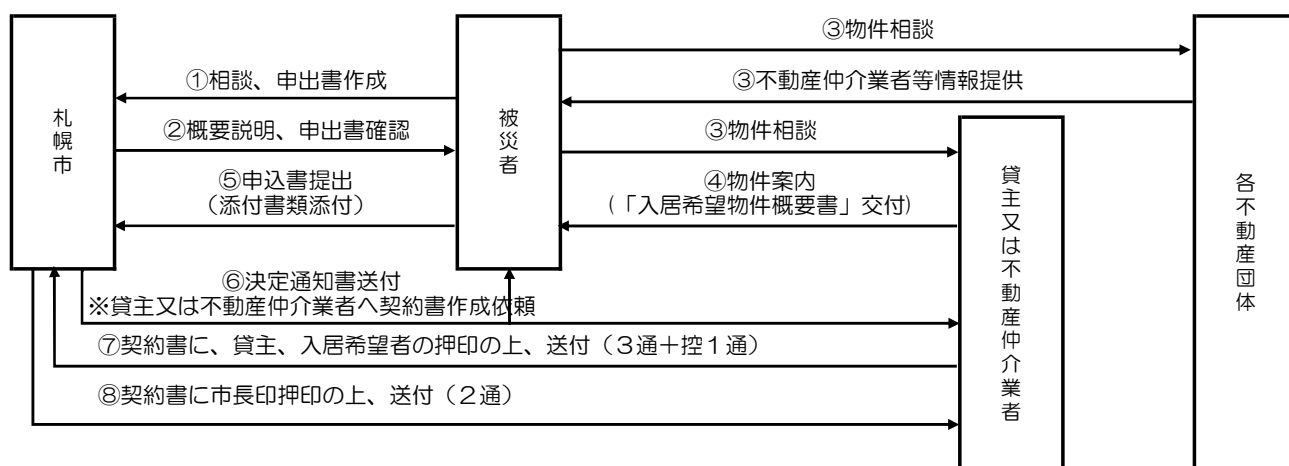 ③物件相談
①相談、申出書作成
③不動産仲介業者等情報提供
札幌市
被災者
②概要説明、申出書確認
③物件相談
⑤申込書提出
（添付書類添付）
④物件案内
(「入居希望物件概要書」交付)
貸主又は不動産仲介業者
各不動産団体
⑥決定通知書送付
※貸主又は不動産仲介業者へ契約書作成依頼
⑦契約書に、貸主、入居希望者の押印の上、送付（３通＋控１通）
⑧契約書に市長印押印の上、送付（２通）